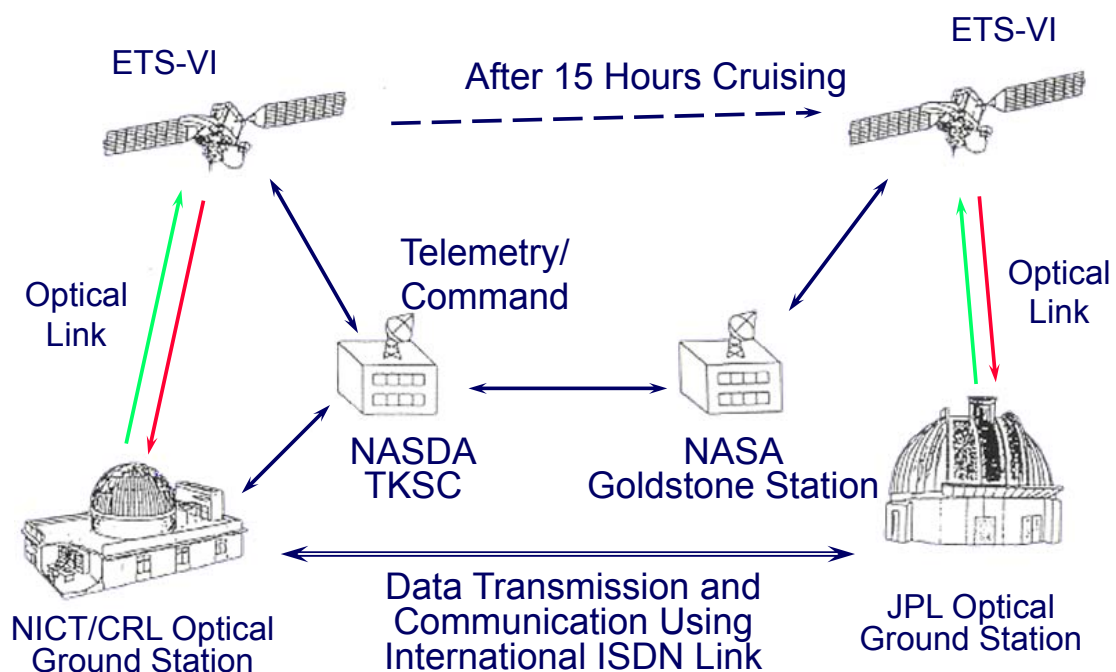 ETS-VI
ETS-VI
After 15 Hours Cruising
Telemetry/
Command
Optical
Link
Optical
Link
NASDA
TKSC
NASA
Goldstone Station
Data Transmission and
Communication Using
International ISDN Link
NICT/CRL Optical
Ground Station
JPL Optical
Ground Station